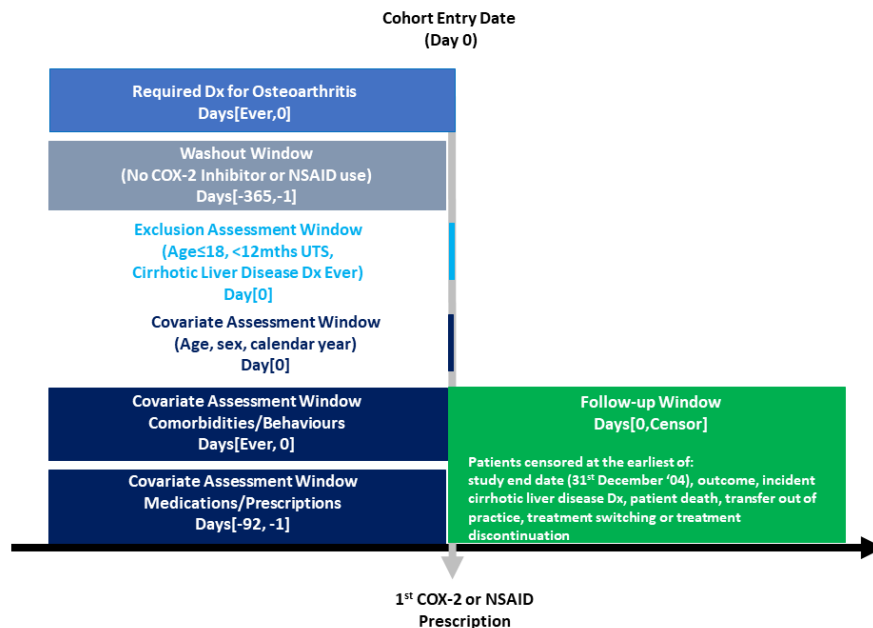 Cohort Entry Date
(Day 0)
Required Dx for Osteoarthritis
Days[Ever,0]
Washout Window
(No COX-2 Inhibitor or NSAID use)
Days[-365,-1]
Exclusion Assessment Window
(Age≤18, <12mths UTS,
Cirrhotic Liver Disease Dx Ever)
Day[0]
Covariate Assessment Window
(Age, sex, calendar year)
Day[0]
Covariate Assessment Window
Comorbidities/Behaviours
Days[Ever, 0]
Follow-up Window
Days[0,Censor]
Patients censored at the earliest of:
study end date (31st December ‘04), outcome, incident
cirrhotic liver disease Dx, patient death, transfer out of
practice, treatment switching or treatment
discontinuation
Covariate Assessment Window
Medications/Prescriptions
Days[-92, -1]
1st COX-2 or NSAID
Prescription